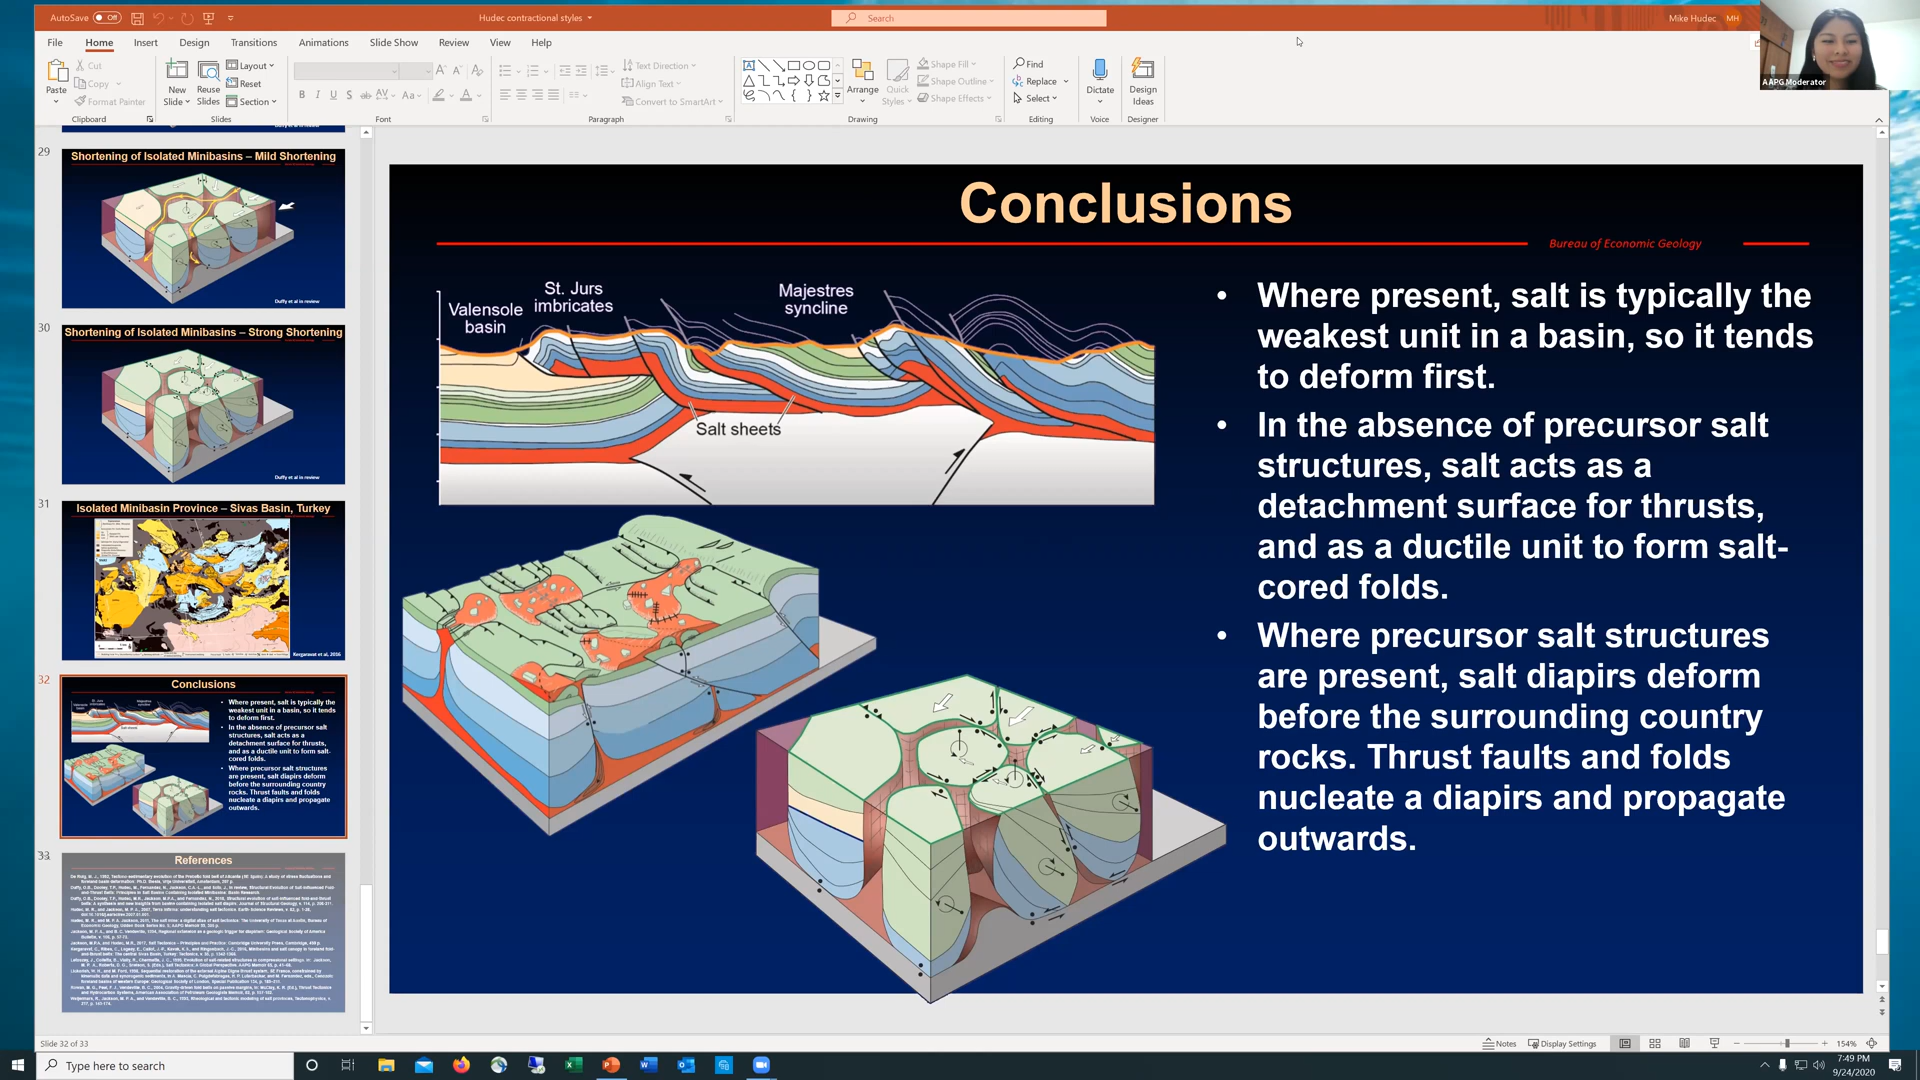 AutoSave Off
Hudec contractional styles
Search
Mike Hudec MH
File Home Insert Design Transitions Animations Slide Show Review View Help
Paste
Cut
Copy
Format Painter
Clipboard
New Slide
Reuse Slides
Layout
Reset
Section
Slides
Font
Text Direction
Align Text
Convert to SmartArt
Paragraph
Arrange
Quick Styles
Shape Fill
Shape Outline
Shape Effects
Drawing
Find
Replace
Select
Editing
Dictate
Voice
Design Ideas
Designer
AAPG Moderator
29
Shortening of Isolated Minibasins – Mild Shortening
Duffy et al in review
30
Shortening of Isolated Minibasins – Strong Shortening
Duffy et al in review
31
Isolated Minibasin Province – Sivas Basin, Turkey
Kergaravat et al, 2016
32
Conclusions
• Where present, salt is typically the
weakest unit in a basin, so it tends
to deform first.
• In the absence of precursor salt
structures, salt acts as a
detachment surface for thrusts,
and as a ductile unit to form salt-
cored folds.
• Where precursor salt structures
are present, salt diapirs deform
before the surrounding country
rocks. Thrust faults and folds
nucleate a diapirs and propagate
outwards.
33
References
Conclusions
Bureau of Economic Geology
Valensole
basin
St. Jurs
imbricates
Majestres
syncline
Salt sheets
• Where present, salt is typically the
weakest unit in a basin, so it tends
to deform first.
• In the absence of precursor salt
structures, salt acts as a
detachment surface for thrusts,
and as a ductile unit to form salt-
cored folds.
• Where precursor salt structures
are present, salt diapirs deform
before the surrounding country
rocks. Thrust faults and folds
nucleate a diapirs and propagate
outwards.
Slide 32 of 33
Notes
Display Settings
154%
Type here to search
7:49 PM
9/24/2020